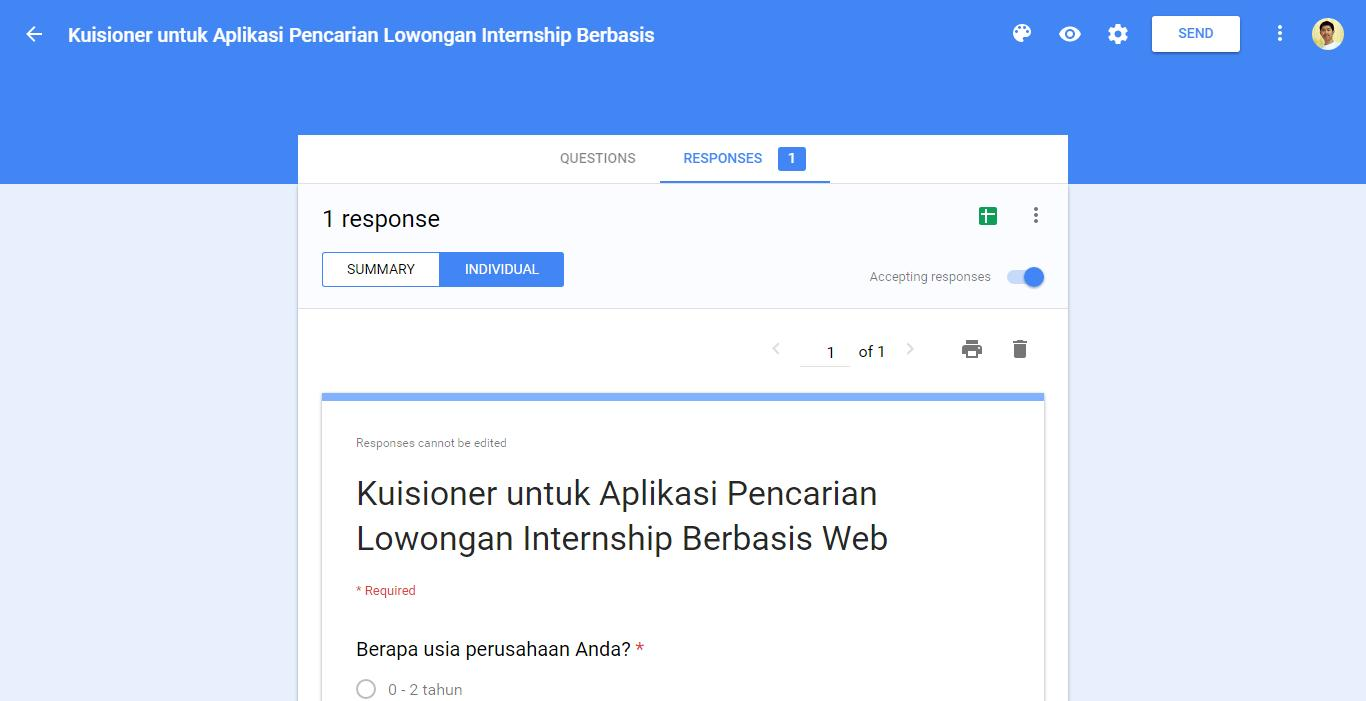 Kuisioner untuk Aplikasi Pencarian Lowongan Internship Berbasis
SEND
QUESTIONS
RESPONSES 1
1 response
SUMMARY
INDIVIDUAL
Accepting responses
1 of 1
Responses cannot be edited
Kuisioner untuk Aplikasi Pencarian
Lowongan Internship Berbasis Web
* Required
Berapa usia perusahaan Anda? *
0 - 2 tahun